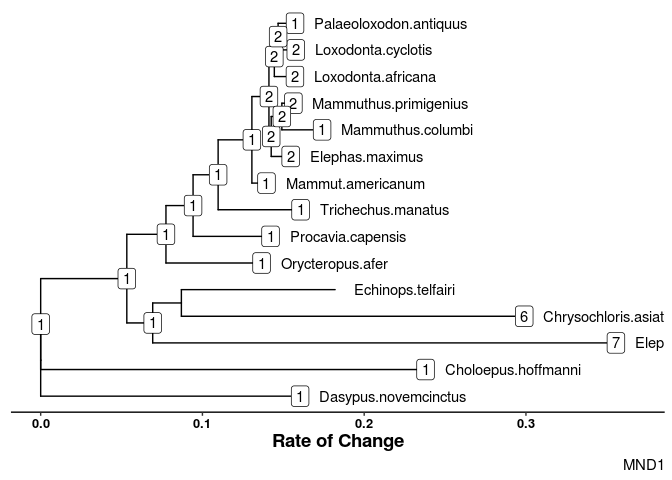 1 Palaeoloxodon.antiquus
2
2 Loxodonta.cyclotis
2
2 Loxodonta.africana
2
2 Mammuthus.primigenius
2
1 Mammuthus.columbi
2
1
2 Elephas.maximus
1
1 Mammut.americanum
1
1 Trichechus.manatus
1
1 Procavia.capensis
1 Orycteropus.afer
1
Echinops.telfairi
6 Chrysochloris.asiat
1
1
7 Elep
1 Choloepus.hoffmanni
1 Dasypus.novemcinctus
0.0 0.1 0.2 0.3
Rate of Change
MND1